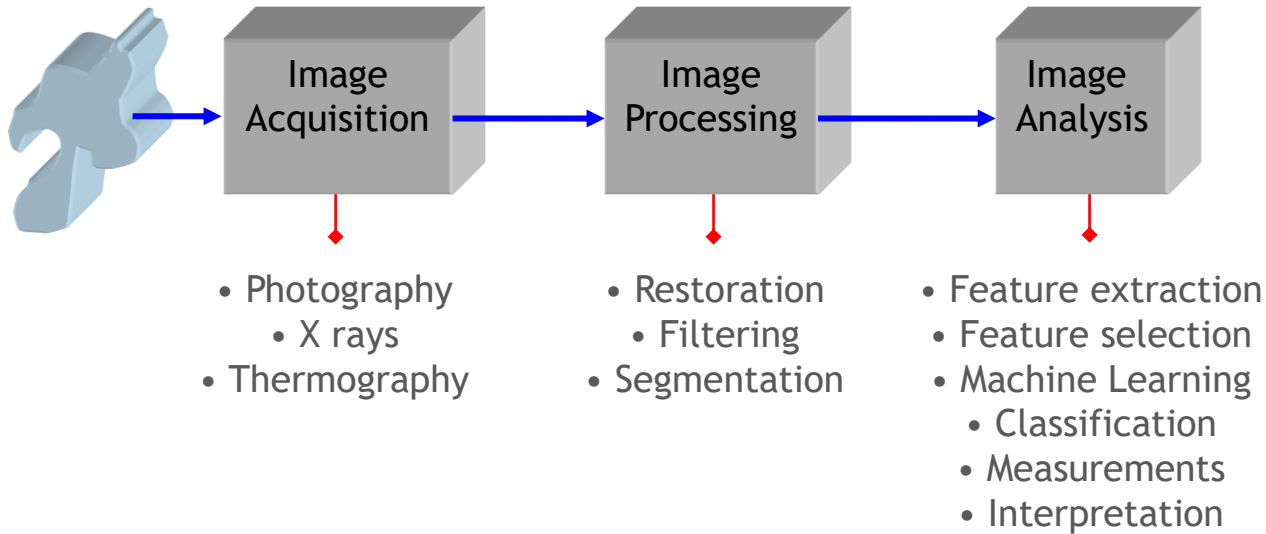 Image
Acquisition
Image
Processing
Image
Analysis
• Photography
• X rays
• Thermography
• Restoration
• Filtering
• Segmentation
• Feature extraction
• Feature selection
• Machine Learning
• Classification
• Measurements
• Interpretation